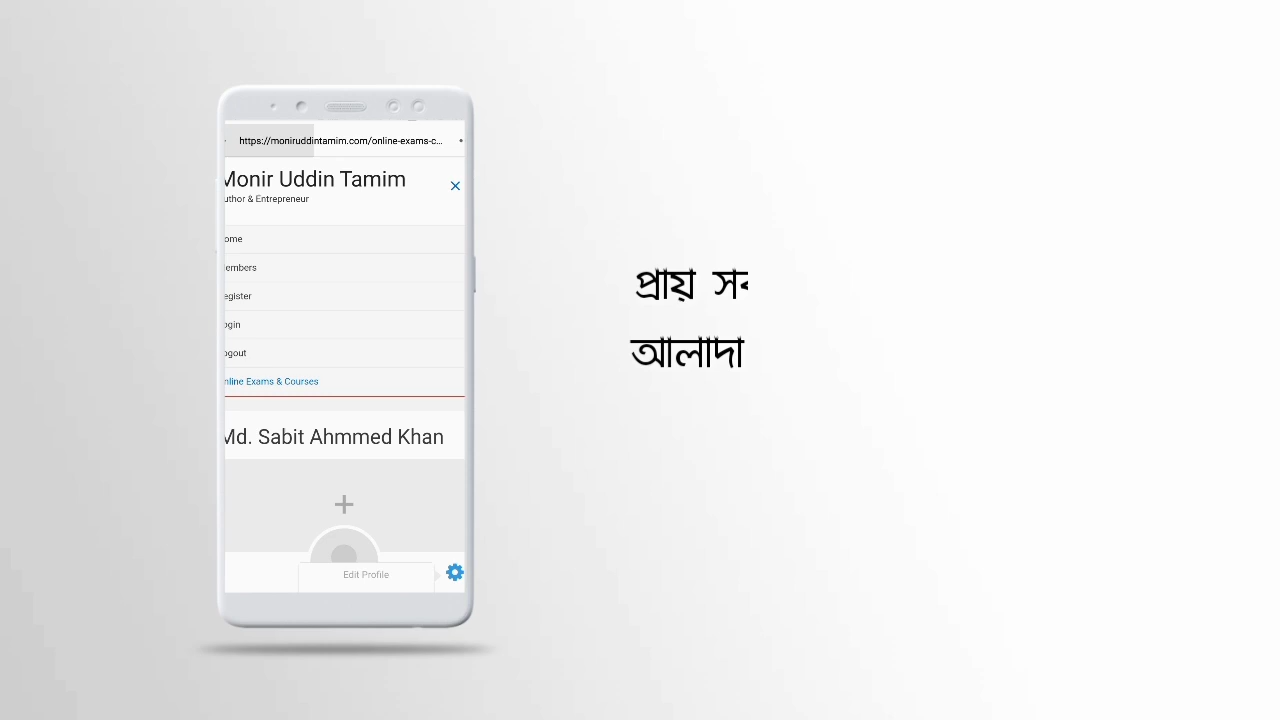 https://moniruddintamim.com/online-exams-c...
Monir Uddin Tamim
uthor & Entrepreneur
ome
embers
egister
ogin
ogout
nline Exams & Courses
Md. Sabit Ahmmed Khan
Edit Profile
প্রায়
আলাদা